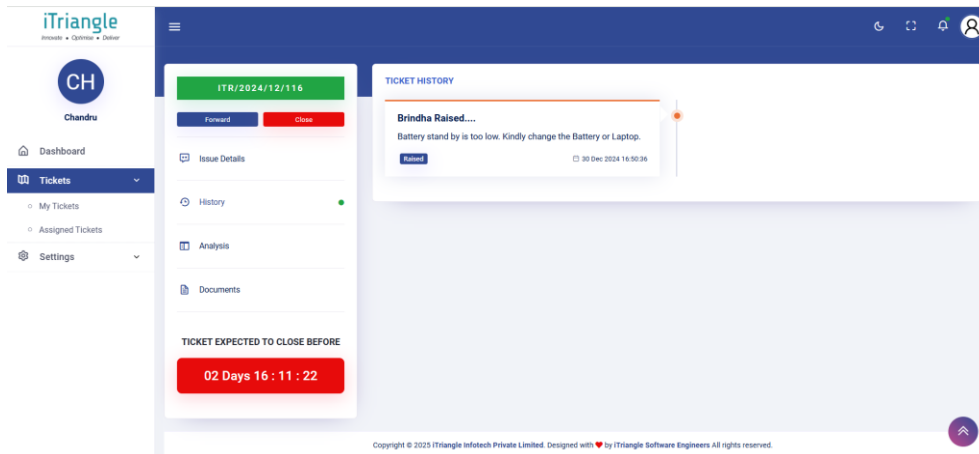 iTriangle
Innovate • Optimise • Deliver
CH
Chandru
Dashboard
Tickets
My Tickets
Assigned Tickets
Settings
ITR/2024/12/116
Forward
Close
Issue Details
History
Analysis
Documents
TICKET EXPECTED TO CLOSE BEFORE
02 Days 16 : 11 : 22
TICKET HISTORY
Brindha Raised....
Battery stand by is too low. Kindly change the Battery or Laptop.
Raised
30 Dec 2024 16:50:36
Copyright © 2025 iTriangle Infotech Private Limited. Designed with ❤ by iTriangle Software Engineers All rights reserved.